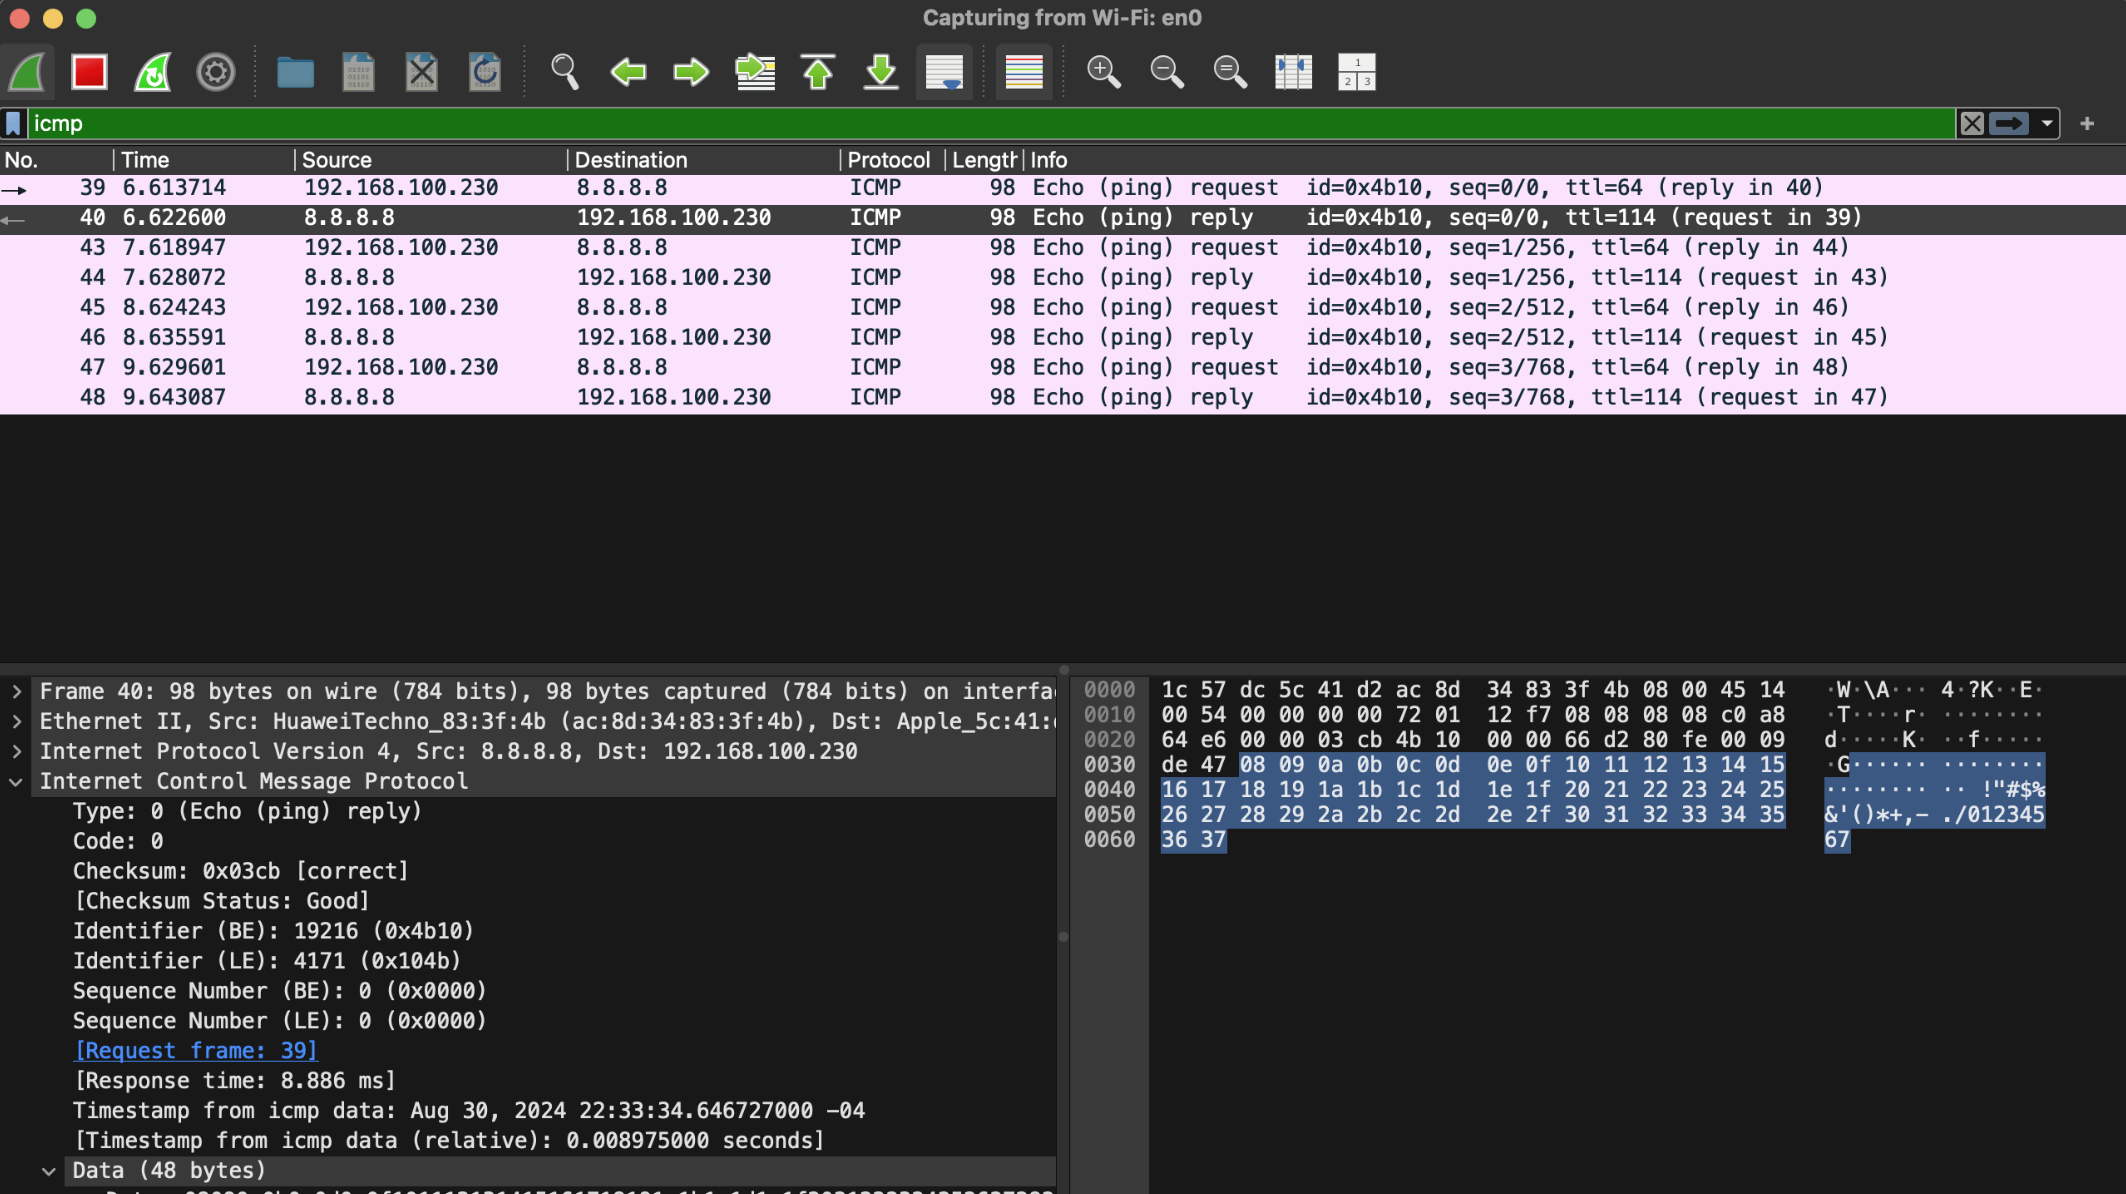 Capturing from Wi-Fi: en0
icmp
No. Time Source Destination Protocol Length Info
39 6.613714 192.168.100.230 8.8.8.8 ICMP 98 Echo (ping) request id=0x4b10, seq=0/0, ttl=64 (reply in 40)
40 6.622600 8.8.8.8 192.168.100.230 ICMP 98 Echo (ping) reply id=0x4b10, seq=0/0, ttl=114 (request in 39)
43 7.618947 192.168.100.230 8.8.8.8 ICMP 98 Echo (ping) request id=0x4b10, seq=1/256, ttl=64 (reply in 44)
44 7.628072 8.8.8.8 192.168.100.230 ICMP 98 Echo (ping) reply id=0x4b10, seq=1/256, ttl=114 (request in 43)
45 8.624243 192.168.100.230 8.8.8.8 ICMP 98 Echo (ping) request id=0x4b10, seq=2/512, ttl=64 (reply in 46)
46 8.635591 8.8.8.8 192.168.100.230 ICMP 98 Echo (ping) reply id=0x4b10, seq=2/512, ttl=114 (request in 45)
47 9.629601 192.168.100.230 8.8.8.8 ICMP 98 Echo (ping) request id=0x4b10, seq=3/768, ttl=64 (reply in 48)
48 9.643087 8.8.8.8 192.168.100.230 ICMP 98 Echo (ping) reply id=0x4b10, seq=3/768, ttl=114 (request in 47)
Frame 40: 98 bytes on wire (784 bits), 98 bytes captured (784 bits) on interfa
Ethernet II, Src: HuaweiTechno_83:3f:4b (ac:8d:34:83:3f:4b), Dst: Apple_5c:41:
Internet Protocol Version 4, Src: 8.8.8.8, Dst: 192.168.100.230
Internet Control Message Protocol
Type: 0 (Echo (ping) reply)
Code: 0
Checksum: 0x03cb [correct]
[Checksum Status: Good]
Identifier (BE): 19216 (0x4b10)
Identifier (LE): 4171 (0x104b)
Sequence Number (BE): 0 (0x0000)
Sequence Number (LE): 0 (0x0000)
[Request frame: 39]
[Response time: 8.886 ms]
Timestamp from icmp data: Aug 30, 2024 22:33:34.646727000 -04
[Timestamp from icmp data (relative): 0.008975000 seconds]
Data (48 bytes)
0000 1c 57 dc 5c 41 d2 ac 8d 34 83 3f 4b 08 00 45 14 ·W·\A··· 4·?K··E·
0010 00 54 00 00 00 00 72 01 12 f7 08 08 08 08 c0 a8 ·T····r· ········
0020 64 e6 00 00 03 cb 4b 10 00 00 66 d2 80 fe 00 09 d·····K· ··f·····
0030 de 47 08 09 0a 0b 0c 0d 0e 0f 10 11 12 13 14 15 ·G······ ········
0040 16 17 18 19 1a 1b 1c 1d 1e 1f 20 21 22 23 24 25 ········ ·· !"#$%
0050 26 27 28 29 2a 2b 2c 2d 2e 2f 30 31 32 33 34 35 &'()*+,- ./012345
0060 36 37 67